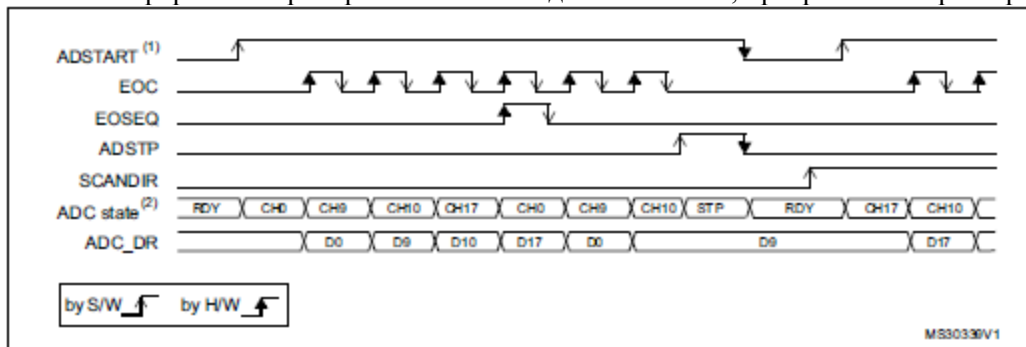 ADSTART (1)
EOC
EOSEQ
ADSTP
SCANDIR
ADC state (2) RDY CH0 CH9 CH10 CH17 CH0 CH9 CH10 STP RDY CH17 CH10
ADC_DR D0 D9 D10 D17 D0 D9 D17
by S/W by H/W
MS30339V1